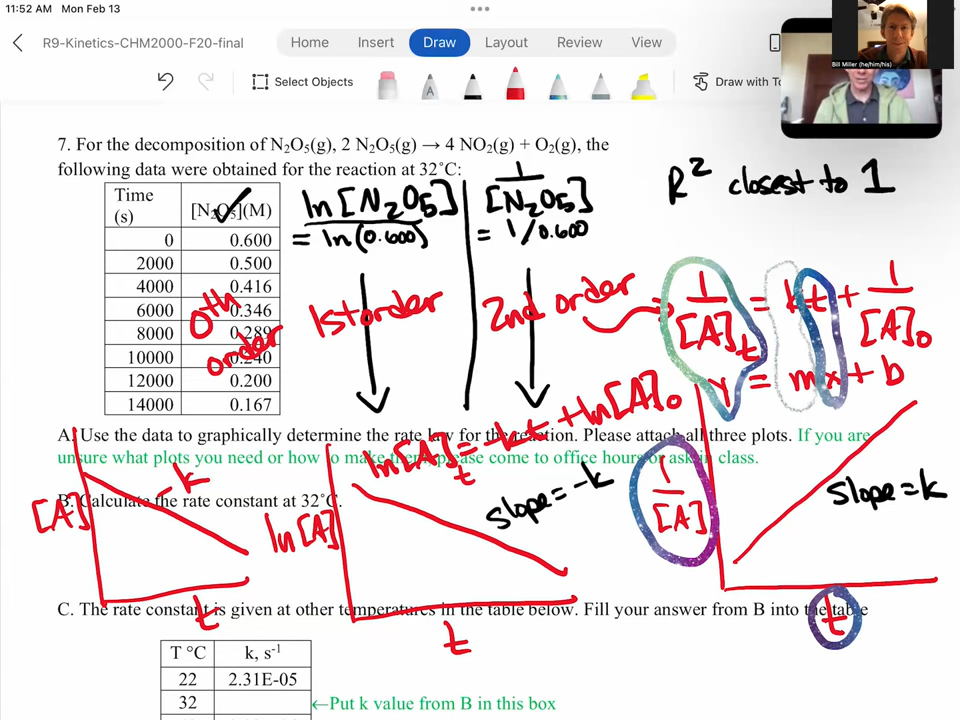 11:52 AM Mon Feb 13
R9-Kinetics-CHM2000-F20-final
Home Insert Draw Layout Review View
Select Objects
A
Draw with To
Bill Miller (he/him/his)
7. For the decomposition of N₂O₅(g), 2 N₂O₅(g) → 4 NO₂(g) + O₂(g), the
following data were obtained for the reaction at 32˚C:
Time (s) [N₂O₅](M)
0 0.600
2000 0.500
4000 0.416
6000 0.346
8000 0.289
10000 0.240
12000 0.200
14000 0.167
0th order
ln[N₂O₅]
= ln(0.600)
1st order
1/[N₂O₅]
= 1/0.600
2nd order
R² closest to 1
1/[A]t = kt + 1/[A]₀
y = mx + b
ln[A]t = -kt + ln[A]₀
A. Use the data to graphically determine the rate law for the reaction. Please attach all three plots. If you are
unsure what plots you need or how to make them, please come to office hours or ask in class.
B. Calculate the rate constant at 32˚C.
[A]
-k
t
ln[A]
slope = -k
t
1/[A]
slope = k
t
C. The rate constant is given at other temperatures in the table below. Fill your answer from B into the table
T °C k, s⁻¹
22 2.31E-05
32
←Put k value from B in this box